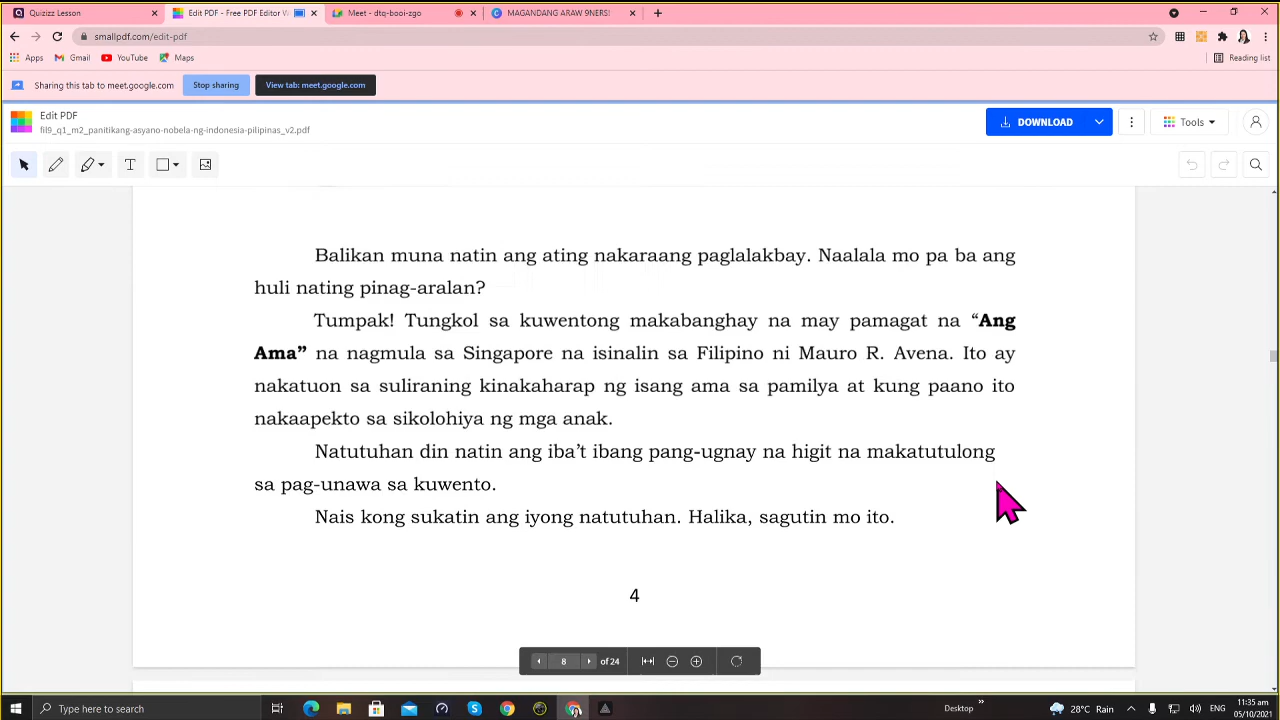 Quizizz Lesson
Edit PDF - Free PDF Editor W
Meet - dtq-booi-zgo
MAGANDANG ARAW 9NERS!
smallpdf.com/edit-pdf
Apps
Gmail
YouTube
Maps
Reading list
Sharing this tab to meet.google.com
Stop sharing
View tab: meet.google.com
Edit PDF
fil9_q1_m2_panitikang-asyano-nobela-ng-indonesia-pilipinas_v2.pdf
DOWNLOAD
Tools
Balikan muna natin ang ating nakaraang paglalakbay. Naalala mo pa ba ang
huli nating pinag-aralan?
Tumpak! Tungkol sa kuwentong makabanghay na may pamagat na “Ang
Ama” na nagmula sa Singapore na isinalin sa Filipino ni Mauro R. Avena. Ito ay
nakatuon sa suliraning kinakaharap ng isang ama sa pamilya at kung paano ito
nakaapekto sa sikolohiya ng mga anak.
Natutuhan din natin ang iba’t ibang pang-ugnay na higit na makatutulong
sa pag-unawa sa kuwento.
Nais kong sukatin ang iyong natutuhan. Halika, sagutin mo ito.
4
8 of 24
Type here to search
Desktop
28°C Rain
11:35 am
05/10/2021